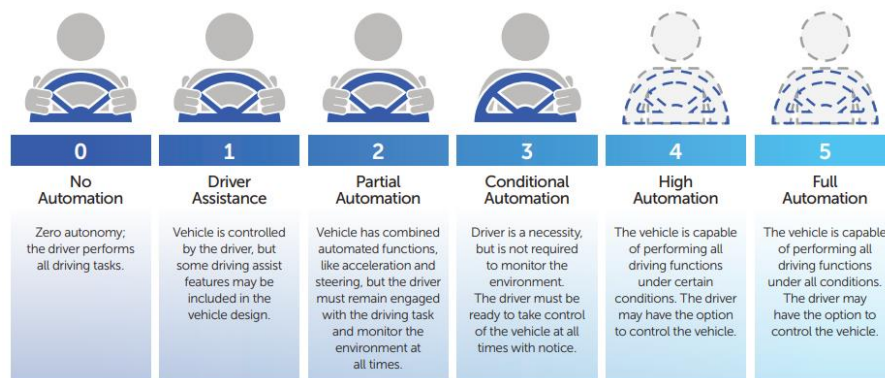 0
No
Automation
Zero autonomy;
the driver performs
all driving tasks.
1
Driver
Assistance
Vehicle is controlled
by the driver, but
some driving assist
features may be
included in the
vehicle design.
2
Partial
Automation
Vehicle has combined
automated functions,
like acceleration and
steering, but the driver
must remain engaged
with the driving task
and monitor the
environment at
all times.
3
Conditional
Automation
Driver is a necessity,
but is not required
to monitor the
environment.
The driver must be
ready to take control
of the vehicle at all
times with notice.
4
High
Automation
The vehicle is capable
of performing all
driving functions
under certain
conditions. The driver
may have the option
to control the vehicle.
5
Full
Automation
The vehicle is capable
of performing all
driving functions
under all conditions.
The driver may
have the option to
control the vehicle.